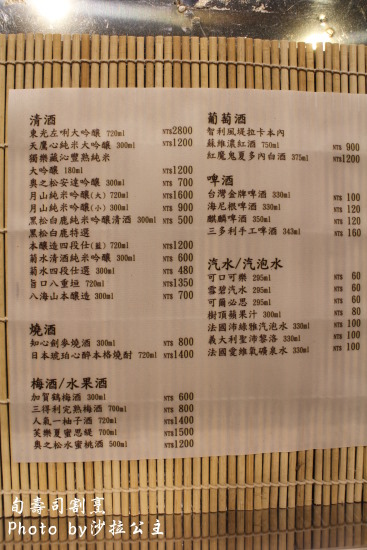 清酒
東光左唎大吟釀 720ml NT$2800
天鷹心純米大吟釀 300ml NT$1200
獨樂藏沁豐熟純米
大吟釀 180ml NT$1200
奧之松安達吟釀 300ml NT$ 700
月山純米吟釀(大) 720ml NT$1600
月山純米吟釀(小) 300ml NT$ 900
黑松白鹿純米吟釀清酒 300ml NT$ 500
黑松白鹿特選
本釀造四段仕(藍) 720ml NT$1200
菊水清酒純米吟釀 300ml NT$ 600
菊水四段仕選 300ml NT$ 480
旨口八重垣 720ml NT$1350
八海山本釀造 300ml NT$ 700
燒酒
知心劍麥燒酒 300ml NT$ 800
日本琥珀心酔本格燒酎 720ml NT$1400
梅酒/水果酒
加賀鶴梅酒 300ml NT$ 600
三得利完熟梅酒 700ml NT$ 800
人氣一柚子酒 720ml NT$1400
芙樂夏蜜思緹 700ml NT$1500
奧之松水蜜桃酒 500ml NT$1200
葡萄酒
智利風堤拉卡本內
蘇維濃紅酒 750ml NT$ 900
紅魔鬼夏多內白酒 375ml NT$1200
啤酒
台灣金牌啤酒 330ml NT$ 100
海尼根啤酒 330ml NT$ 120
麒麟啤酒 350ml NT$ 120
三多利手工啤酒 343ml NT$ 160
汽水/汽泡水
可口可樂 295ml NT$ 60
雪碧汽水 295ml NT$ 60
可爾必思 295ml NT$ 60
樹頂蘋果汁 300ml NT$ 80
法國沛綠雅汽泡水 330ml NT$ 100
義大利聖沛黎洛 330ml NT$ 100
法國愛維氧礦泉水 330ml NT$ 100
旬壽司割烹
Photo by沙拉公主